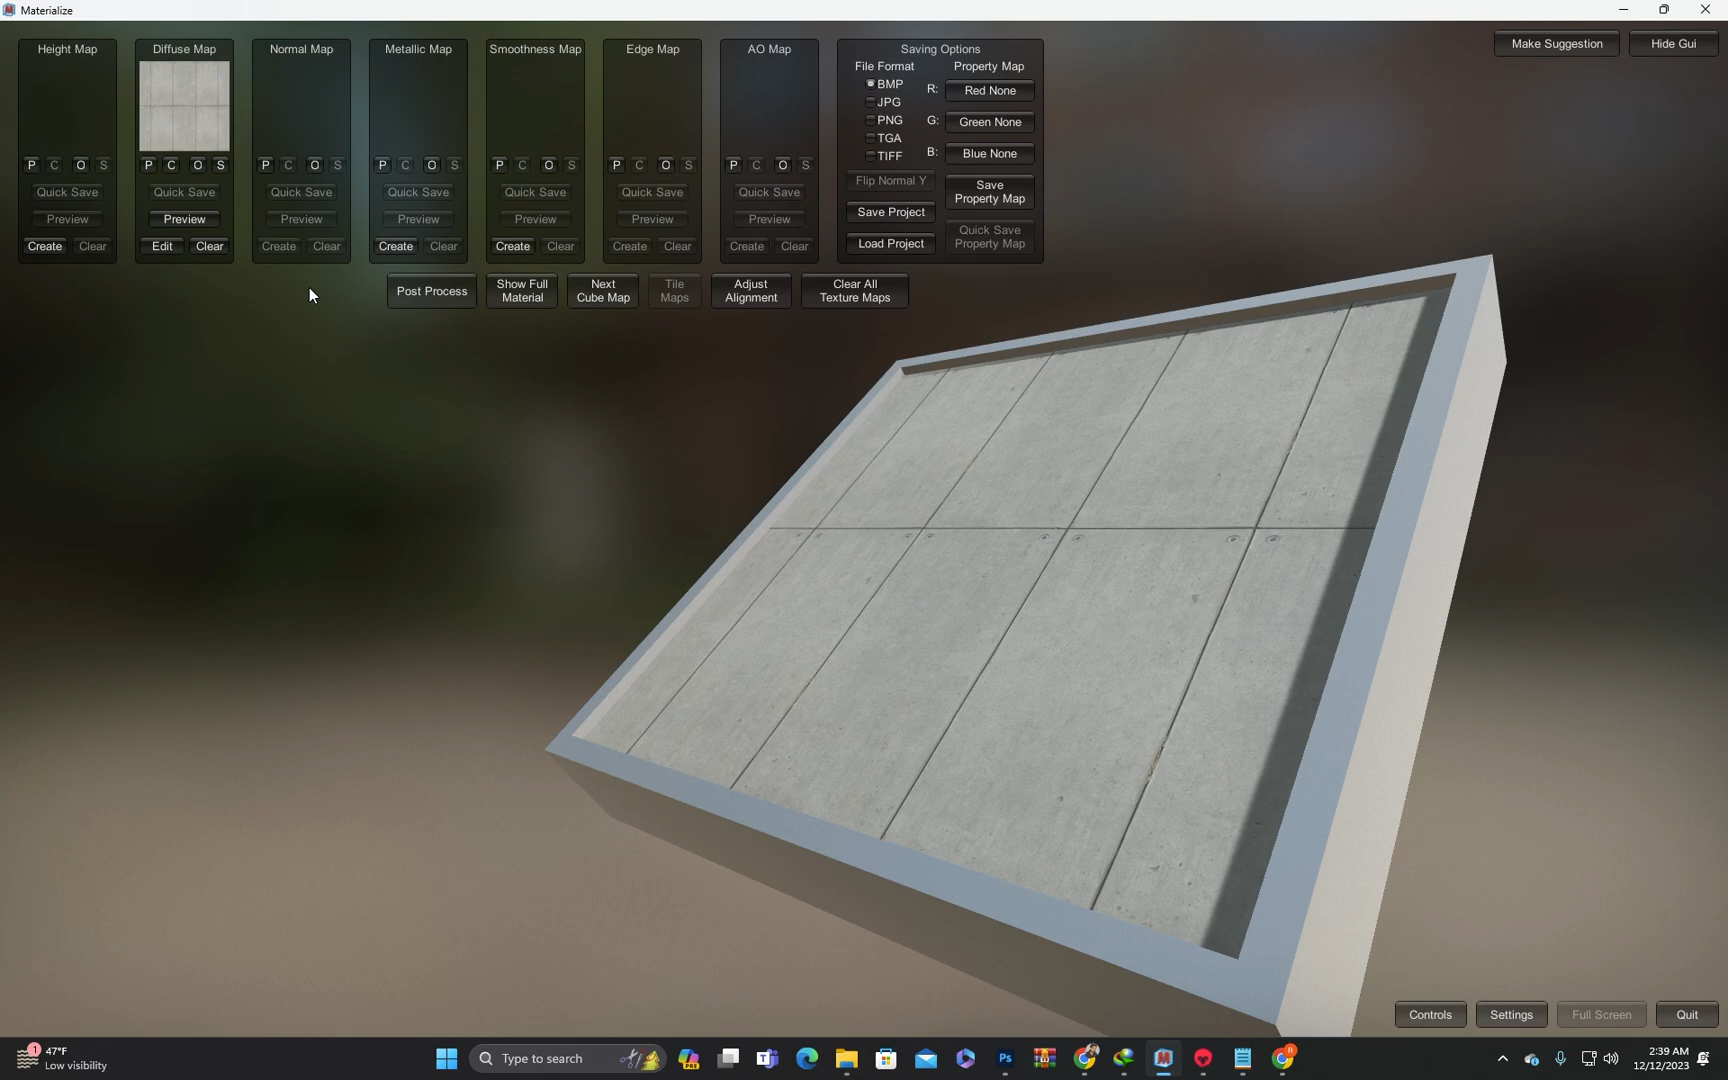 Materialize
Make Suggestion
Hide Gui
Height Map
Diffuse Map
Normal Map
Metallic Map
Smoothness Map
Edge Map
AO Map
Saving Options
File Format
Property Map
BMP
R:
Red None
JPG
PNG
G:
Green None
TGA
B:
Blue None
TIFF
P C O S
P C O S
P C O S
P C O S
P C O S
P C O S
P C O S
Flip Normal Y
Save
Property Map
Quick Save
Quick Save
Quick Save
Quick Save
Quick Save
Quick Save
Quick Save
Save Project
Preview
Preview
Preview
Preview
Preview
Preview
Preview
Quick Save
Property Map
Create Clear
Edit Clear
Create Clear
Create Clear
Create Clear
Create Clear
Create Clear
Load Project
Post Process
Show Full
Material
Next
Cube Map
Tile
Maps
Adjust
Alignment
Clear All
Texture Maps
Controls
Settings
Full Screen
Quit
1
47°F
Low visibility
Type to search
PRE
Ps
R
2:39 AM
12/12/2023